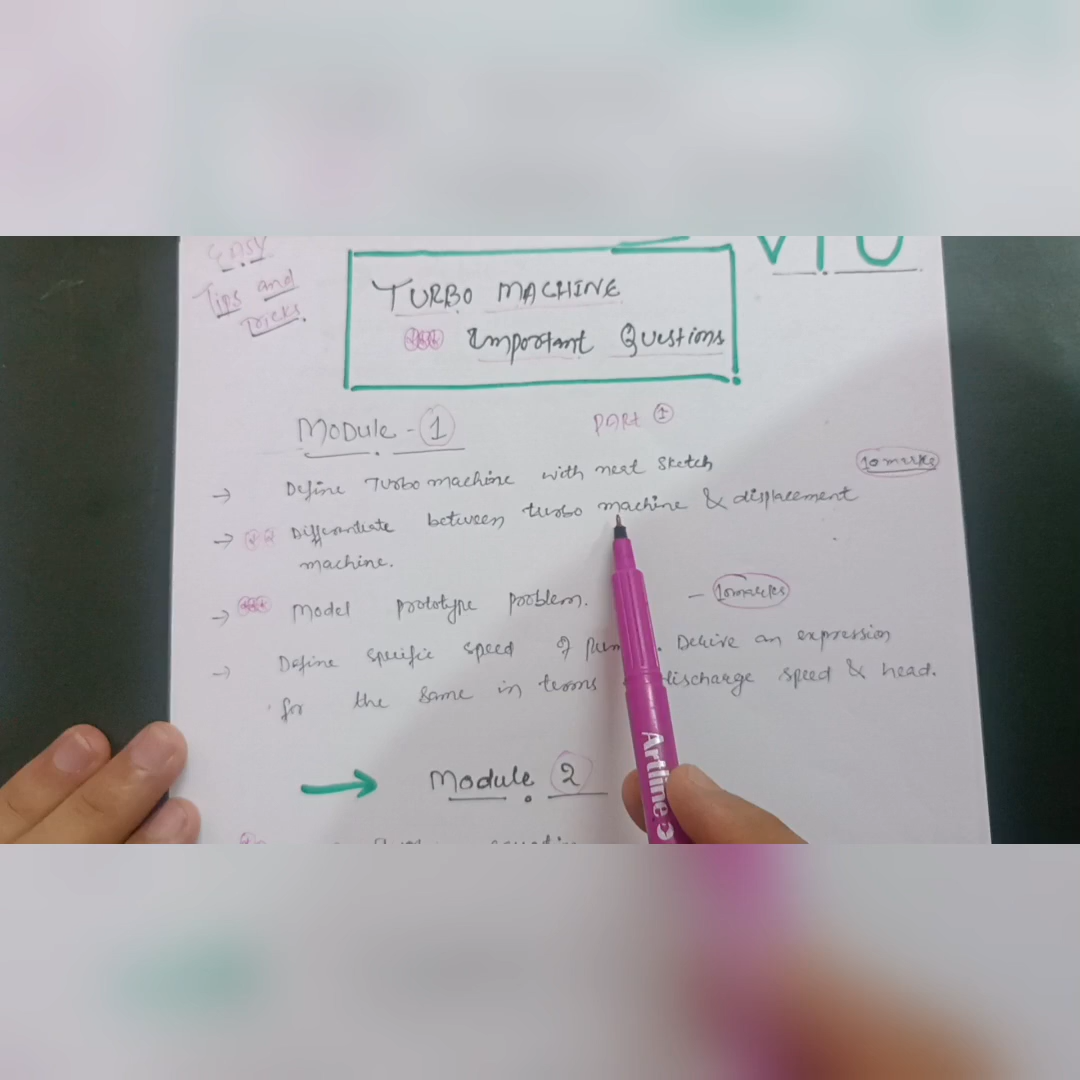 EASY
VTU
Tips and
Tricks.
TURBO MACHINE
Important Questions
Module - 1
PART 1
→ Define Turbo machine with neat sketch
10 marks
→ Differentiate between turbo machine & displacement
machine.
→ Model prototype problem. - 10 marks
→ Define specific speed of . Derive an expression
for the same in terms discharge speed & head.
→ Module 2
Artline